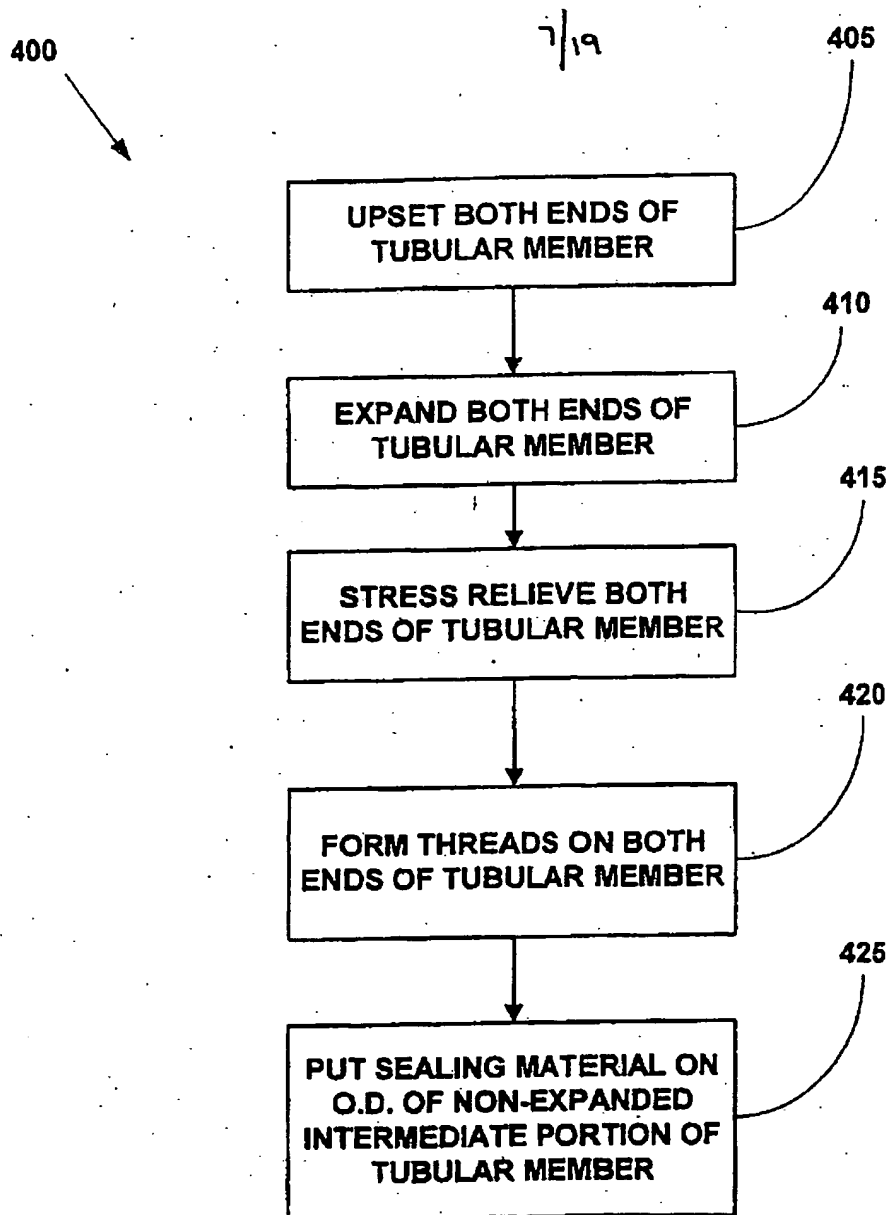 7/19
400
405
UPSET BOTH ENDS OF
TUBULAR MEMBER
410
EXPAND BOTH ENDS OF
TUBULAR MEMBER
415
STRESS RELIEVE BOTH
ENDS OF TUBULAR MEMBER
420
FORM THREADS ON BOTH
ENDS OF TUBULAR MEMBER
425
PUT SEALING MATERIAL ON
O.D. OF NON-EXPANDED
INTERMEDIATE PORTION OF
TUBULAR MEMBER